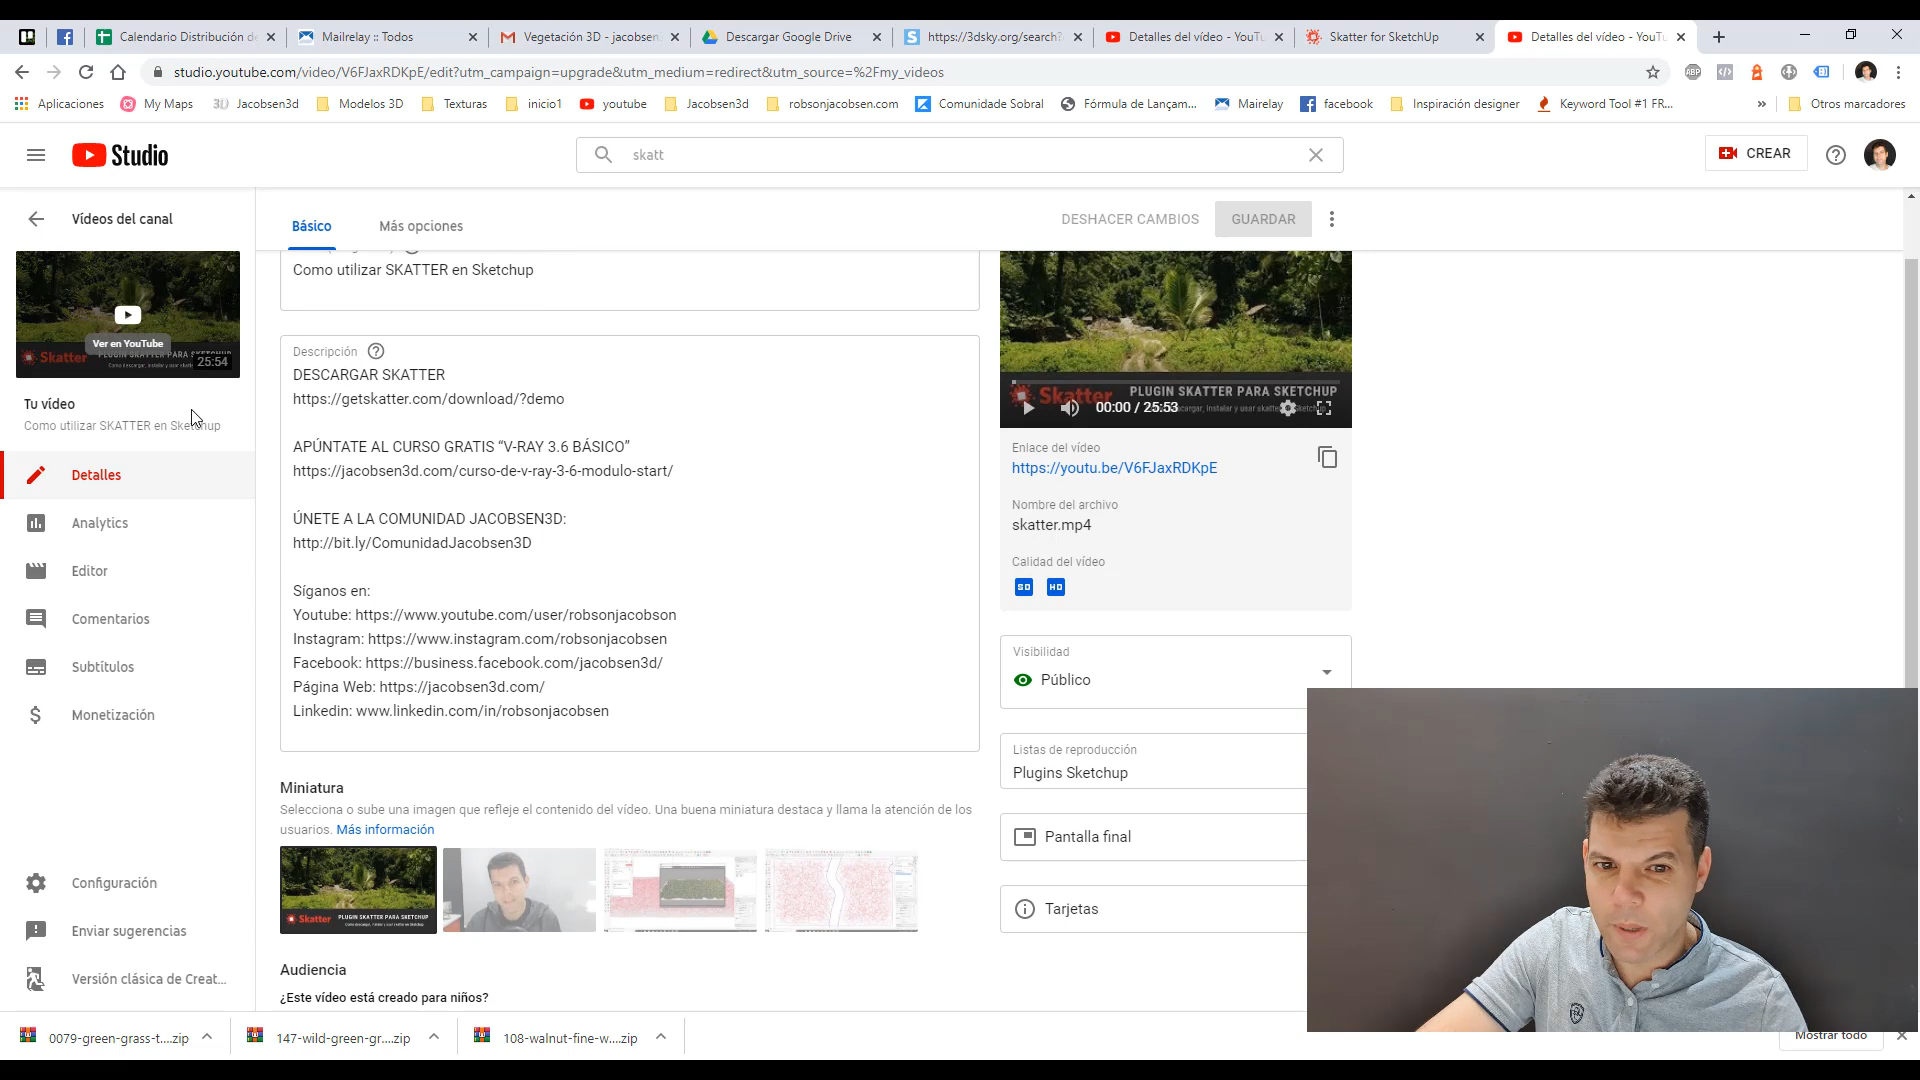 Calendario Distribución de
Mailrelay :: Todos
Vegetación 3D - jacobsen
Descargar Google Drive
https://3dsky.org/search?
Detalles del vídeo - YouTu
Skatter for SketchUp
Detalles del vídeo - YouTu
studio.youtube.com/video/V6FJaxRDKpE/edit?utm_campaign=upgrade&utm_medium=redirect&utm_source=%2Fmy_videos
ABP
Aplicaciones
My Maps
Jacobsen3d
Modelos 3D
Texturas
inicio1
youtube
Jacobsen3d
robsonjacobsen.com
Comunidade Sobral
Fórmula de Lançam...
Mairelay
facebook
Inspiración designer
Keyword Tool #1 FR...
»
Otros marcadores
Studio
skatt
CREAR
Vídeos del canal
Básico
Más opciones
DESHACER CAMBIOS
GUARDAR
Ver en YouTube
Skatter
25:54
Tu vídeo
Como utilizar SKATTER en Sketchup
Detalles
Analytics
Editor
Comentarios
Subtítulos
Monetización
Configuración
Enviar sugerencias
Versión clásica de Creat...
Como utilizar SKATTER en Sketchup
Descripción
DESCARGAR SKATTER
https://getskatter.com/download/?demo
APÚNTATE AL CURSO GRATIS “V-RAY 3.6 BÁSICO”
https://jacobsen3d.com/curso-de-v-ray-3-6-modulo-start/
ÚNETE A LA COMUNIDAD JACOBSEN3D:
http://bit.ly/ComunidadJacobsen3D
Síganos en:
Youtube: https://www.youtube.com/user/robsonjacobson
Instagram: https://www.instagram.com/robsonjacobsen
Facebook: https://business.facebook.com/jacobsen3d/
Página Web: https://jacobsen3d.com/
Linkedin: www.linkedin.com/in/robsonjacobsen
Miniatura
Selecciona o sube una imagen que refleje el contenido del vídeo. Una buena miniatura destaca y llama la atención de los
usuarios. Más información
Skatter
PLUGIN SKATTER PARA SKETCHUP
Audiencia
¿Este vídeo está creado para niños?
Skatter
PLUGIN SKATTER PARA SKETCHUP
00:00 / 25:53
Enlace del vídeo
https://youtu.be/V6FJaxRDKpE
Nombre del archivo
skatter.mp4
Calidad del vídeo
SD
HD
Visibilidad
Público
Listas de reproducción
Plugins Sketchup
Pantalla final
Tarjetas
0079-green-grass-t....zip
147-wild-green-gr....zip
108-walnut-fine-w....zip
Mostrar todo